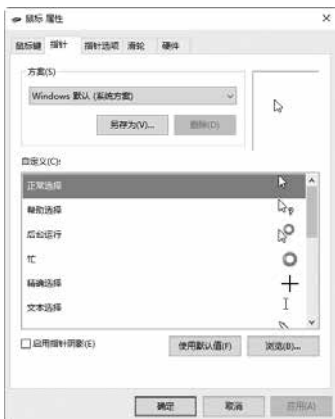 鼠标 属性
鼠标键 指针 指针选项 滑轮 硬件
方案(S)
Windows 默认 (系统方案)
另存为(V)... 删除(D)
自定义(C):
正常选择
帮助选择
后台运行
忙
精确选择
文本选择
启用指针阴影(E) 使用默认值(F) 浏览(B)...
确定 取消 应用(A)